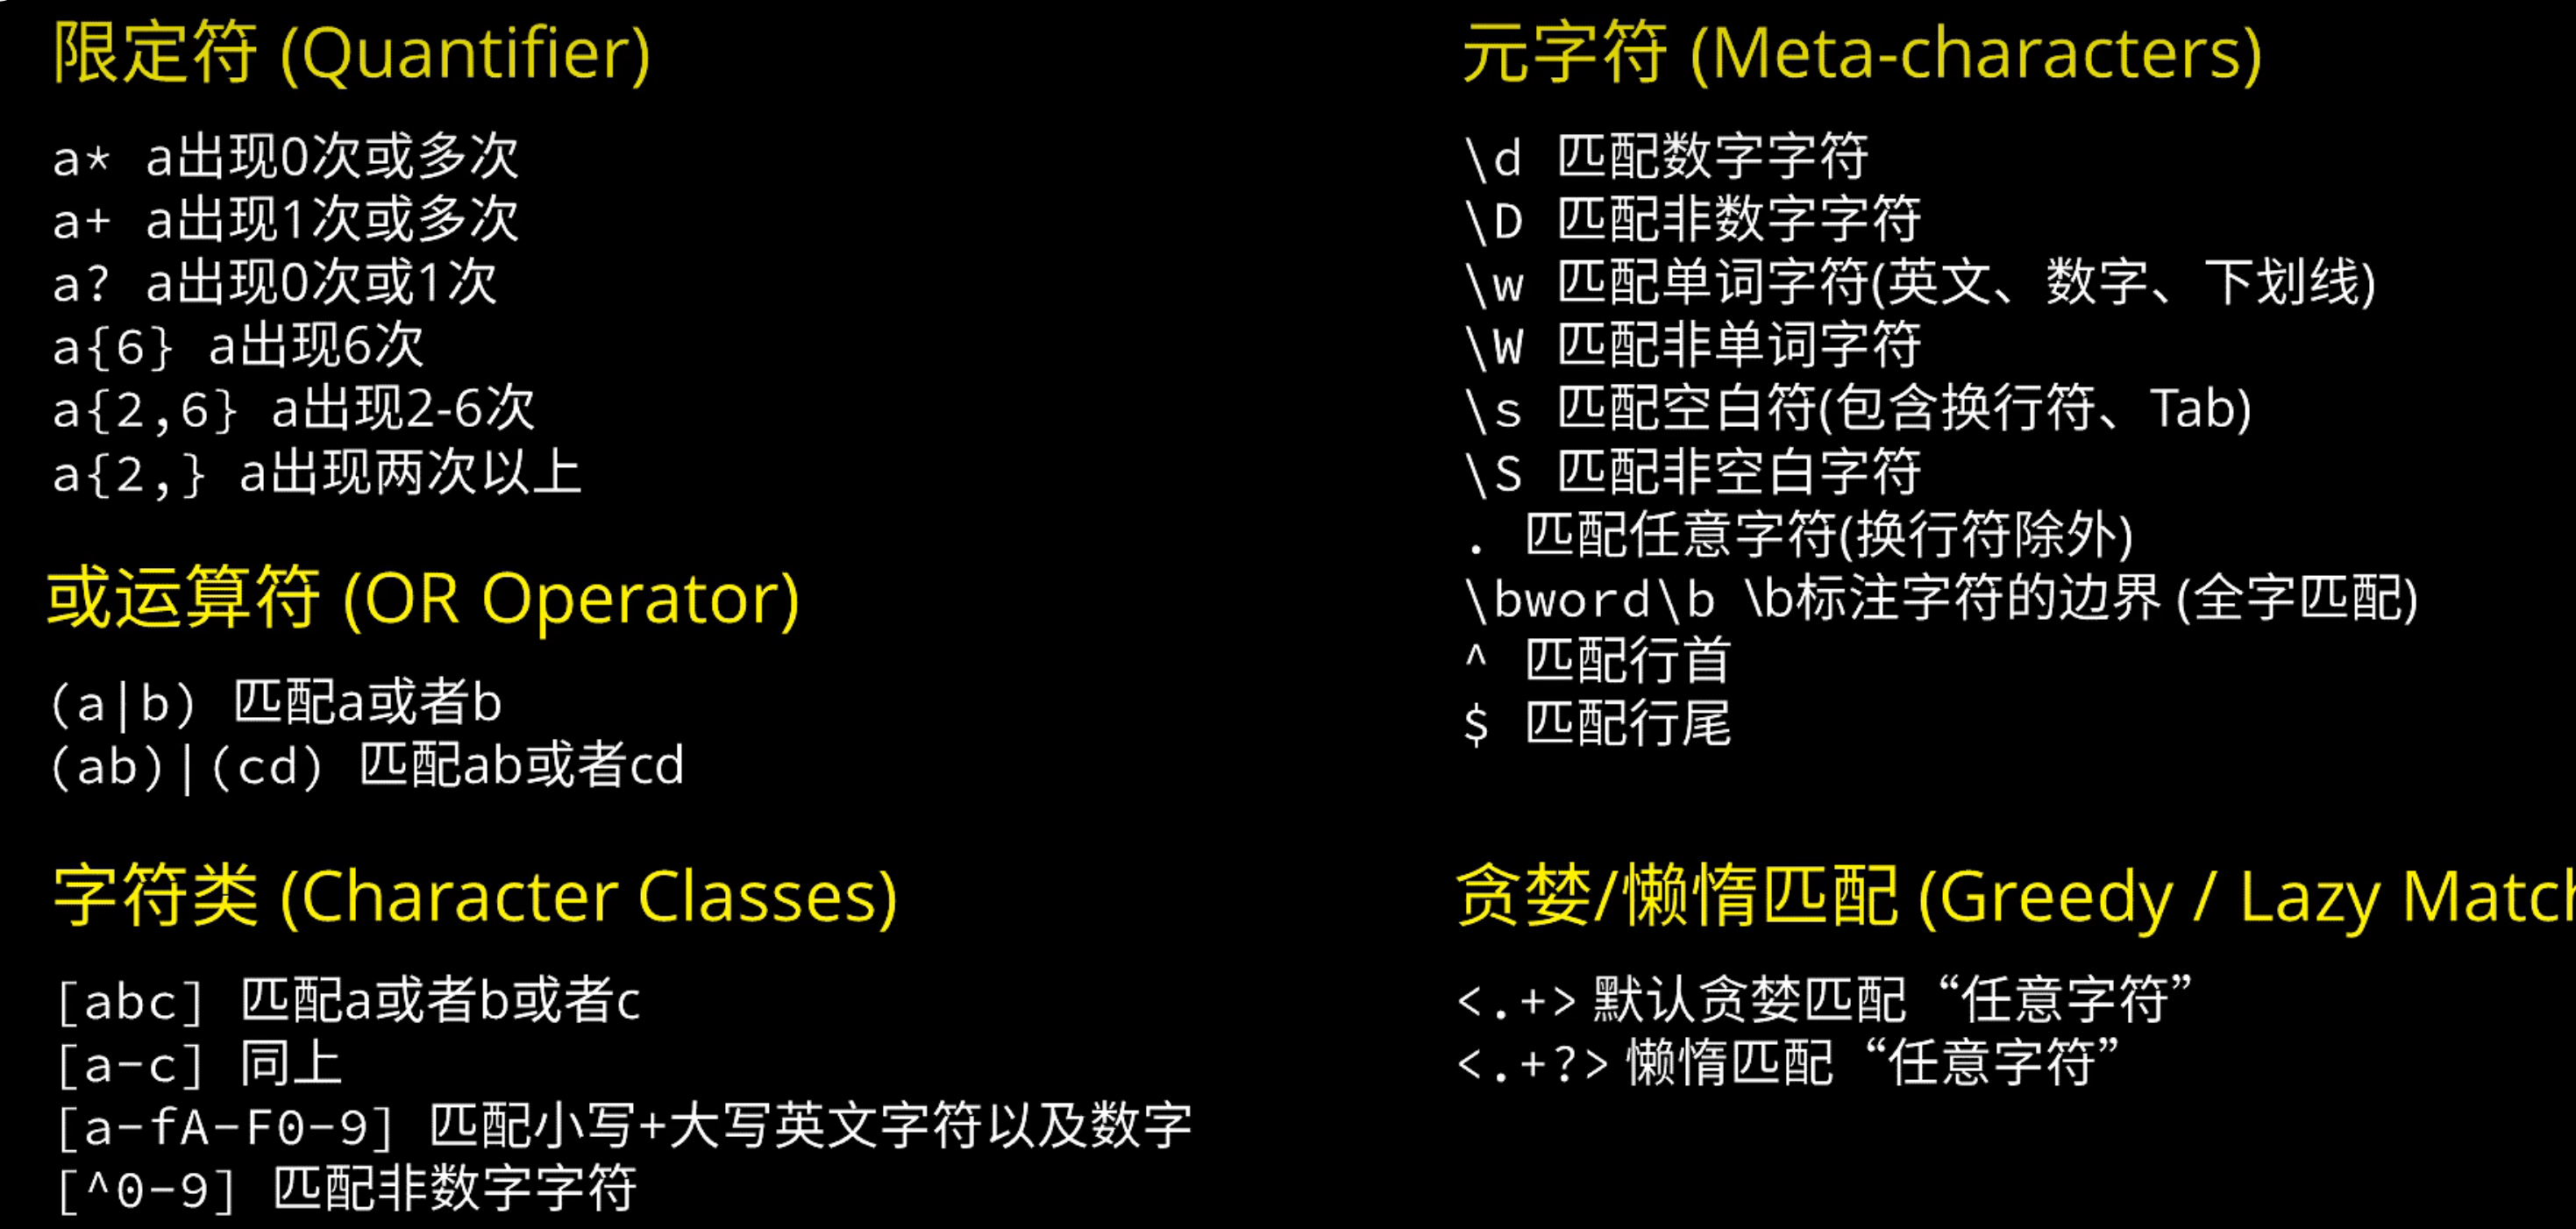 限定符 (Quantifier)
a* a出现0次或多次
a+ a出现1次或多次
a? a出现0次或1次
a{6} a出现6次
a{2,6} a出现2-6次
a{2,} a出现两次以上
或运算符 (OR Operator)
(a|b) 匹配a或者b
(ab)|(cd) 匹配ab或者cd
字符类 (Character Classes)
[abc] 匹配a或者b或者c
[a-c] 同上
[a-fA-F0-9] 匹配小写+大写英文字符以及数字
[^0-9] 匹配非数字字符
元字符 (Meta-characters)
\d 匹配数字字符
\D 匹配非数字字符
\w 匹配单词字符(英文、数字、下划线)
\W 匹配非单词字符
\s 匹配空白符(包含换行符、Tab)
\S 匹配非空白字符
. 匹配任意字符(换行符除外)
\bword\b \b标注字符的边界 (全字匹配)
^ 匹配行首
$ 匹配行尾
贪婪/懒惰匹配 (Greedy / Lazy Match
<.+> 默认贪婪匹配“任意字符”
<.+?> 懒惰匹配“任意字符”